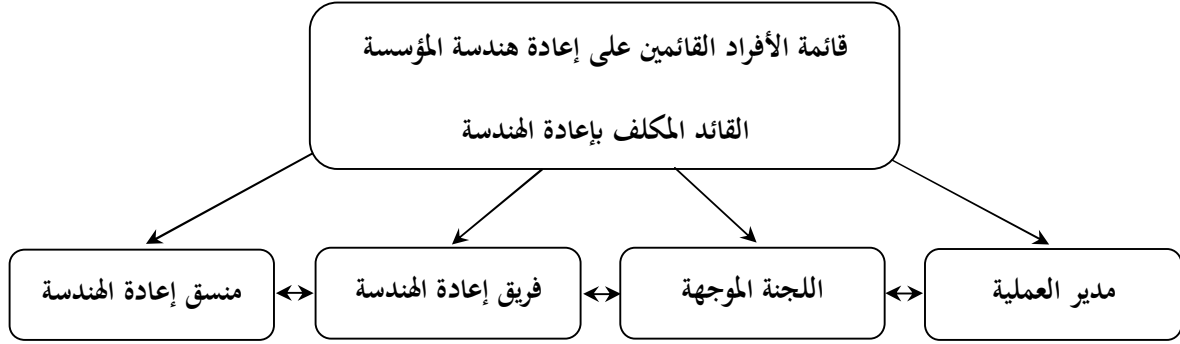 قائمة الأفراد القائمين على إعادة هندسة المؤسسة
القائد المكلف بإعادة الهندسة
مدير العملية
اللجنة الموجهة
فريق إعادة الهندسة
منسق إعادة الهندسة